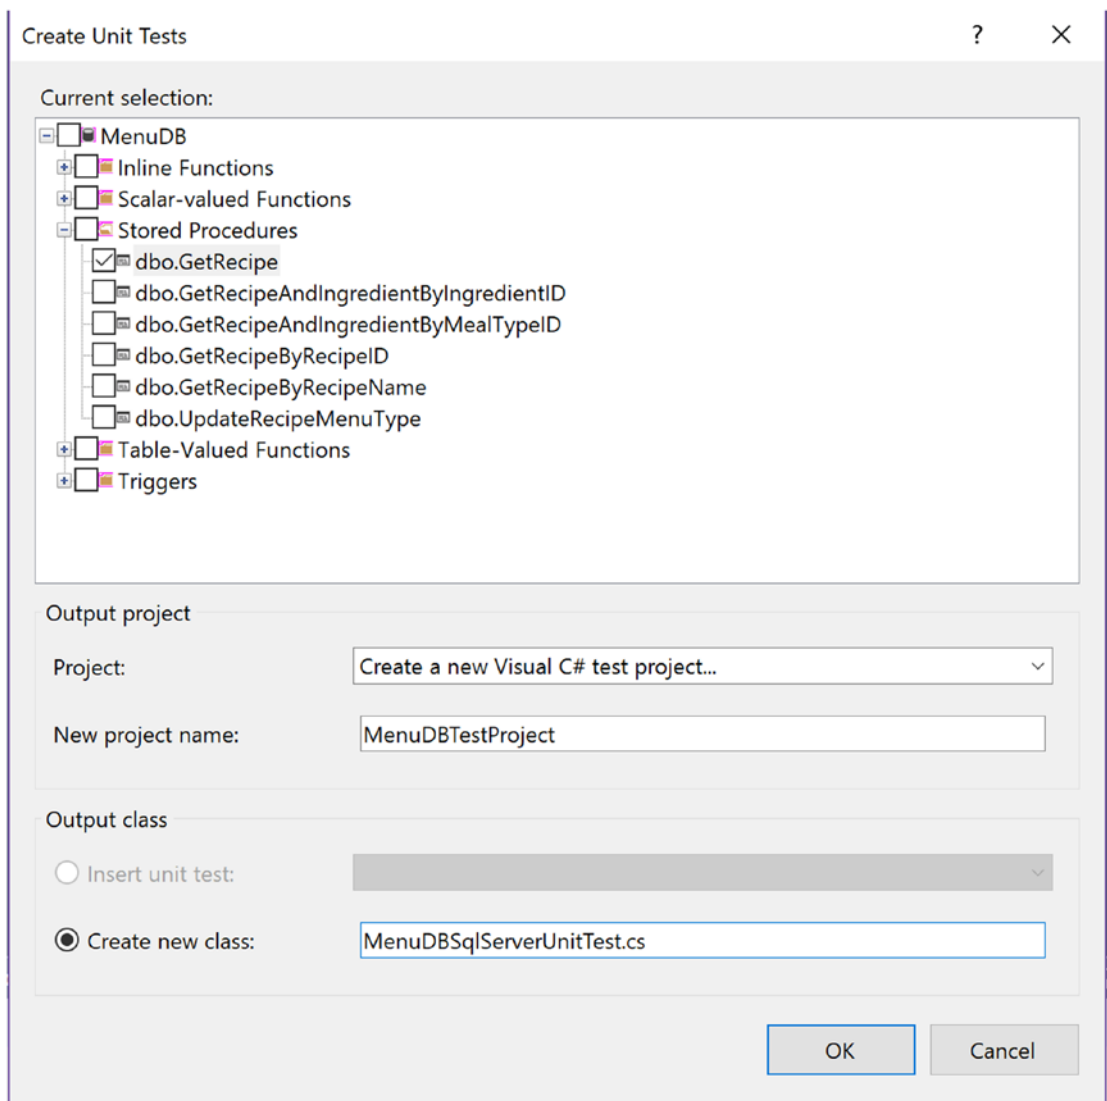 Create Unit Tests
?
Current selection:
MenuDB
Inline Functions
Scalar-valued Functions
Stored Procedures
dbo.GetRecipe
dbo.GetRecipeAndIngredientByIngredientID
dbo.GetRecipeAndIngredientByMealTypeID
dbo.GetRecipeByRecipeID
dbo.GetRecipeByRecipeName
dbo.UpdateRecipeMenuType
Table-Valued Functions
Triggers
Output project
Project: Create a new Visual C# test project...
New project name: MenuDBTestProject
Output class
Insert unit test:
Create new class: MenuDBSqlServerUnitTest.cs
OK Cancel